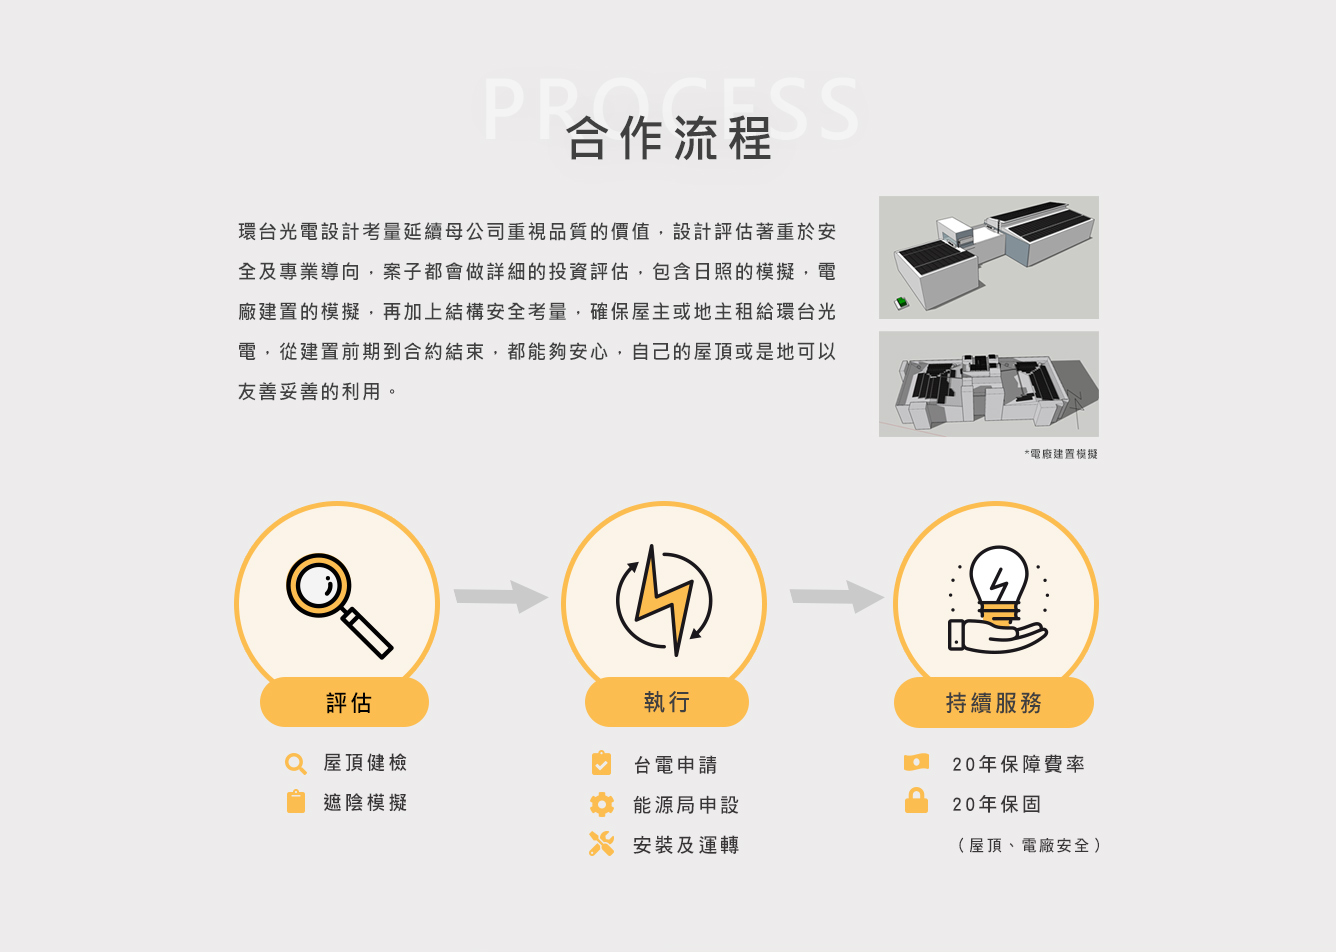 PROCESS
合作流程
環台光電設計考量延續母公司重視品質的價值，設計評估著重於安
全及專業導向，案子都會做詳細的投資評估，包含日照的模擬，電
廠建置的模擬，再加上結構安全考量，確保屋主或地主租給環台光
電，從建置前期到合約結束，都能夠安心，自己的屋頂或是地可以
友善妥善的利用。
*電廠建置模擬
評估
執行
持續服務
屋頂健檢
遮陰模擬
台電申請
能源局申設
安裝及運轉
20年保障費率
20年保固
（屋頂、電廠安全）